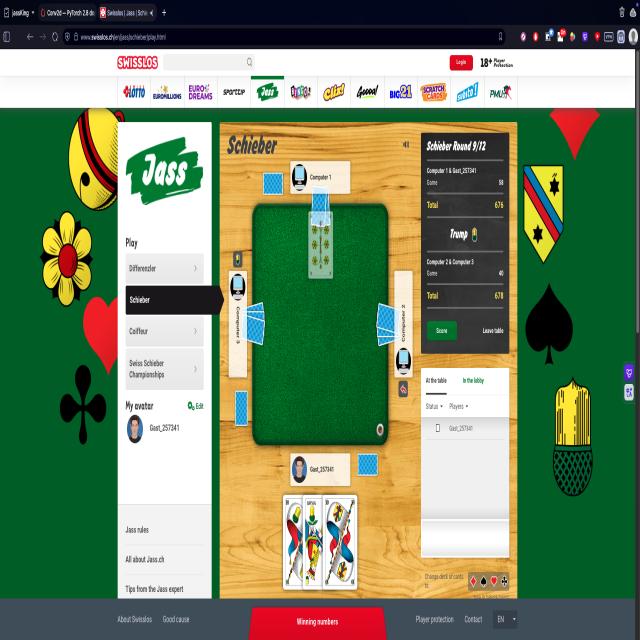 jassKing
Conv2d — PyTorch 2.8 do
Swisslos | Jass | Schi
www.swisslos.ch/en/jass/schieber/play.html
SWISSLOS
Login
18+ Player Protection
LOTTO
EUROMILLIONS
EURO DREAMS
SPORTTIP
Jass
Clix!
BINGO 21
SCRATCH CARDS
PMU
Jass
Play
Differenzler
Schieber
Coiffeur
Swiss Schieber
Championships
My avatar
Edit
Gast_257341
Jass rules
All about Jass.ch
Tips from the Jass expert
Schieber
Computer 1
Computer 3
Computer 2
Gast_257341
Schieber Round 9/12
Computer 1 & Gast_257341
Game 58
Total 676
Trump
Computer 2 & Computer 3
Game 40
Total 678
Score
Leave table
At the table
In the lobby
Status
Players
Gast_257341
Change deck of cards
to:
About Swisslos
Good cause
Winning numbers
Player protection
Contact
EN